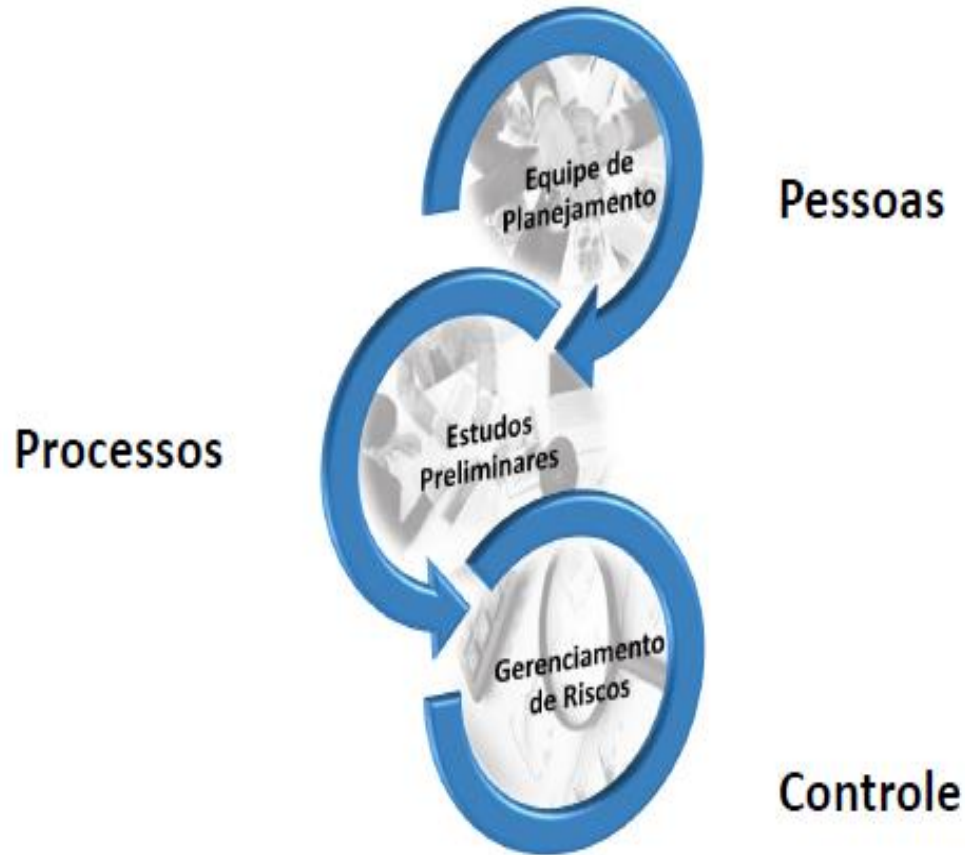 Equipe de
Planejamento
Pessoas
Processos
Estudos
Preliminares
Gerenciamento
de Riscos
Controle